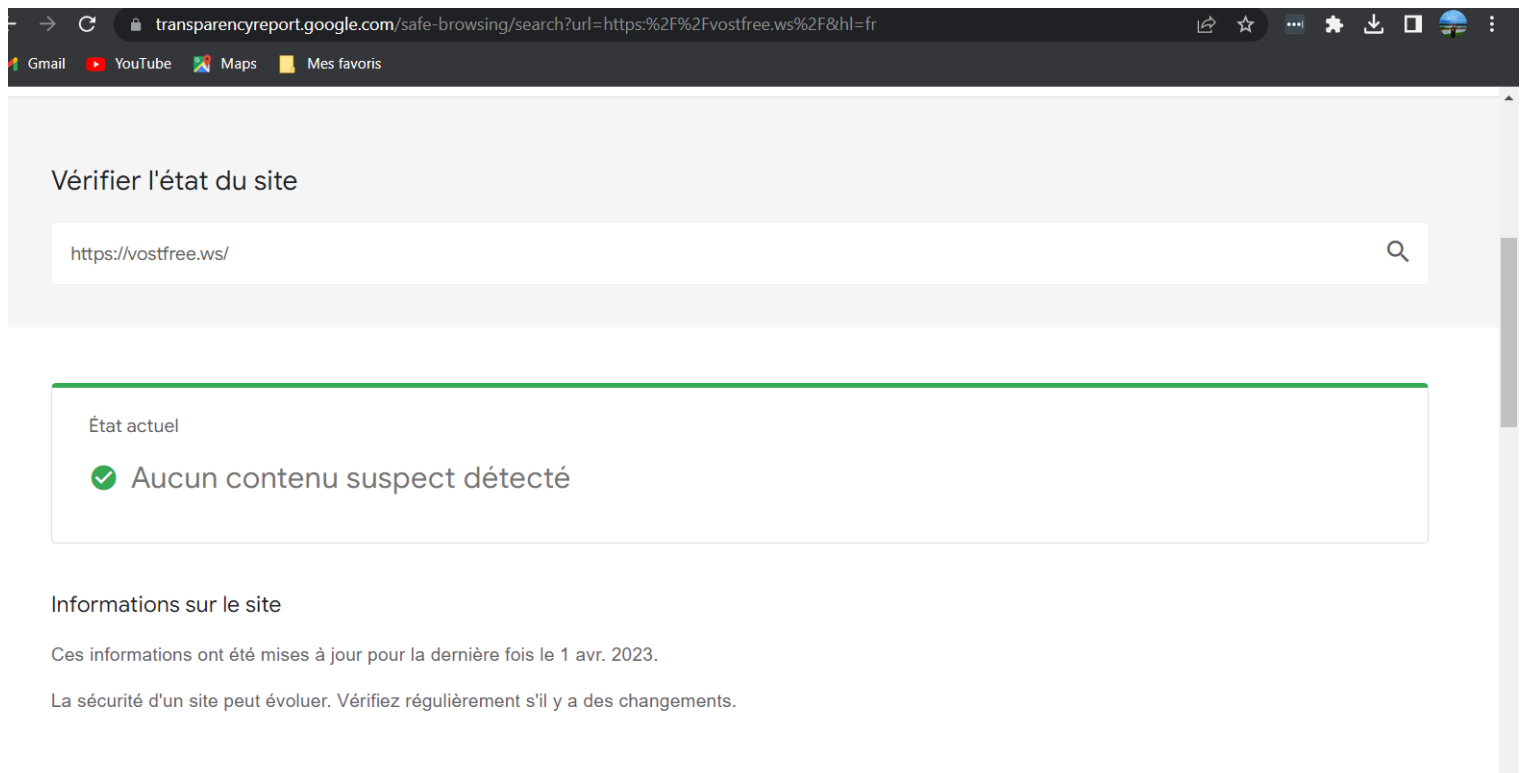 transparencyreport.google.com/safe-browsing/search?url=https:%2F%2Fvostfree.ws%2F&hl=fr
Gmail YouTube Maps Mes favoris
Vérifier l'état du site
https://vostfree.ws/
État actuel
Aucun contenu suspect détecté
Informations sur le site
Ces informations ont été mises à jour pour la dernière fois le 1 avr. 2023.
La sécurité d'un site peut évoluer. Vérifiez régulièrement s'il y a des changements.